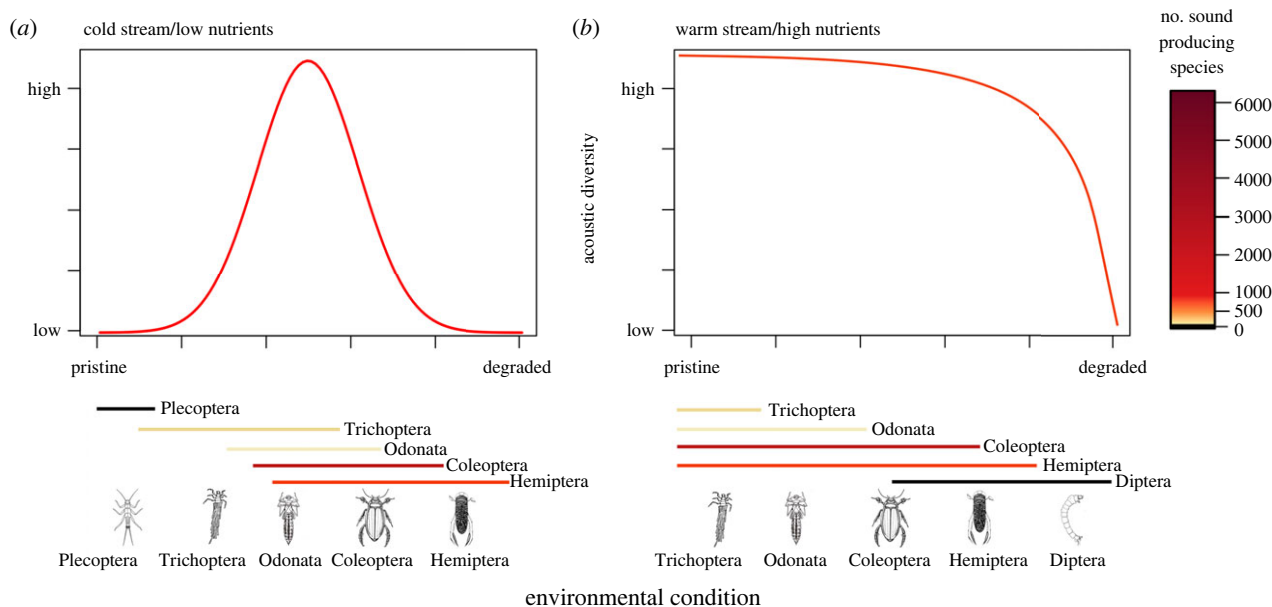 (a) cold stream/low nutrients
high
low
pristine degraded
Plecoptera
Trichoptera
Odonata
Coleoptera
Hemiptera
Plecoptera Trichoptera Odonata Coleoptera Hemiptera
(b) warm stream/high nutrients
acoustic diversity
high
low
pristine degraded
Trichoptera
Odonata
Coleoptera
Hemiptera
Diptera
Trichoptera Odonata Coleoptera Hemiptera Diptera
no. sound
producing
species
6000
5000
4000
3000
2000
1000
500
0
environmental condition